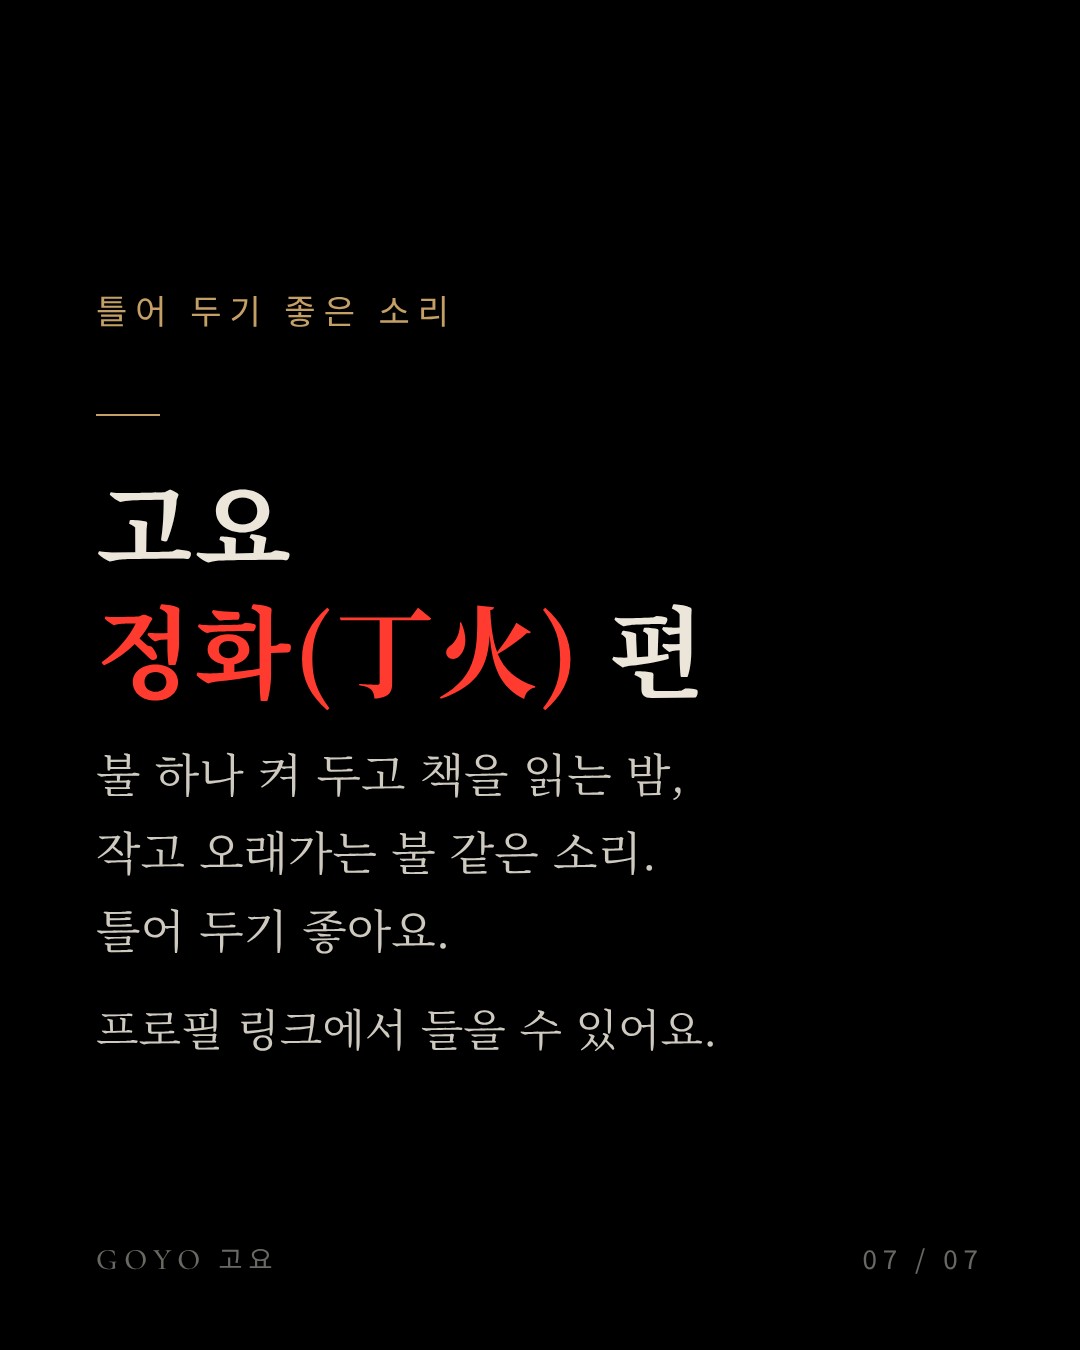 틀어 두기 좋은 소리
고요
정화(丁火) 편
불 하나 켜 두고 책을 읽는 밤,
작고 오래가는 불 같은 소리.
틀어 두기 좋아요.
프로필 링크에서 들을 수 있어요.
GOYO 고요
07 / 07